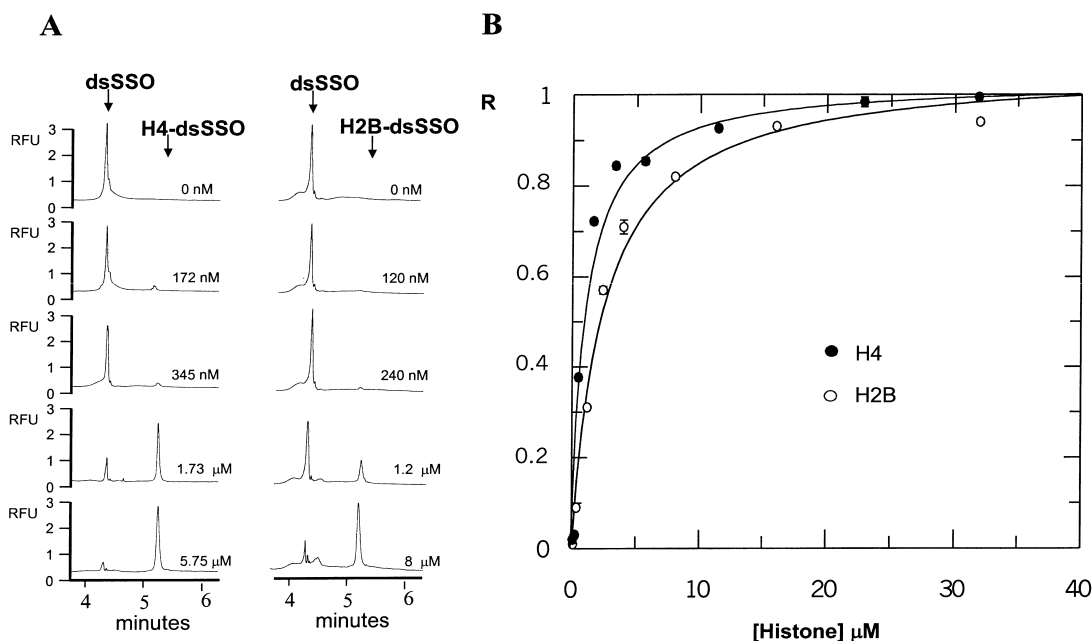 A
dsSSO
dsSSO
H4-dsSSO
H2B-dsSSO
RFU
3
2
1
0
0 nM
0 nM
RFU
3
2
1
0
172 nM
120 nM
RFU
3
2
1
0
345 nM
240 nM
RFU
3
2
1
0
1.73 µM
1.2 µM
RFU
3
2
1
0
5.75 µM
8 µM
4 5 6
4 5 6
minutes
minutes
B
R
1
0.8
0.6
0.4
0.2
0
H4
H2B
0 10 20 30 40
[Histone] µM